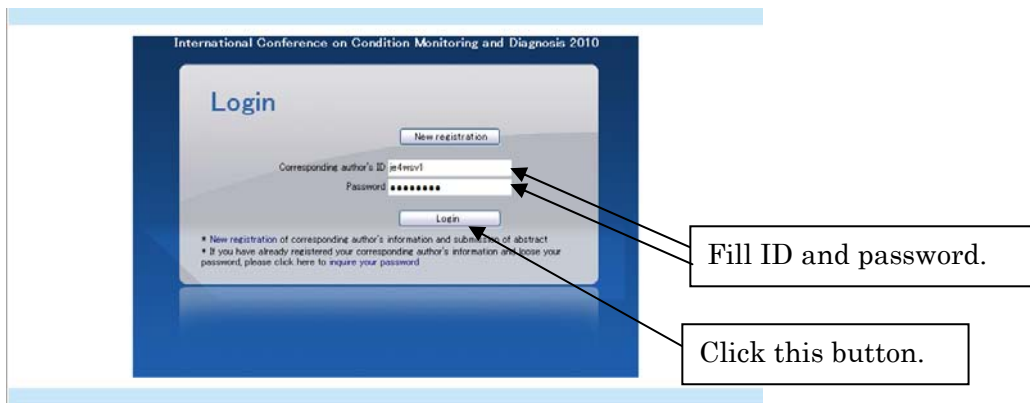 International Conference on Condition Monitoring and Diagnosis 2010
Login
New registration
Corresponding author's ID je4wsv1
Password ●●●●●●●●
Login
* New registration of corresponding author's information and submission of abstract
* If you have already registered your corresponding author's information and loose your
password, please click here to inquire your password
Fill ID and password.
Click this button.